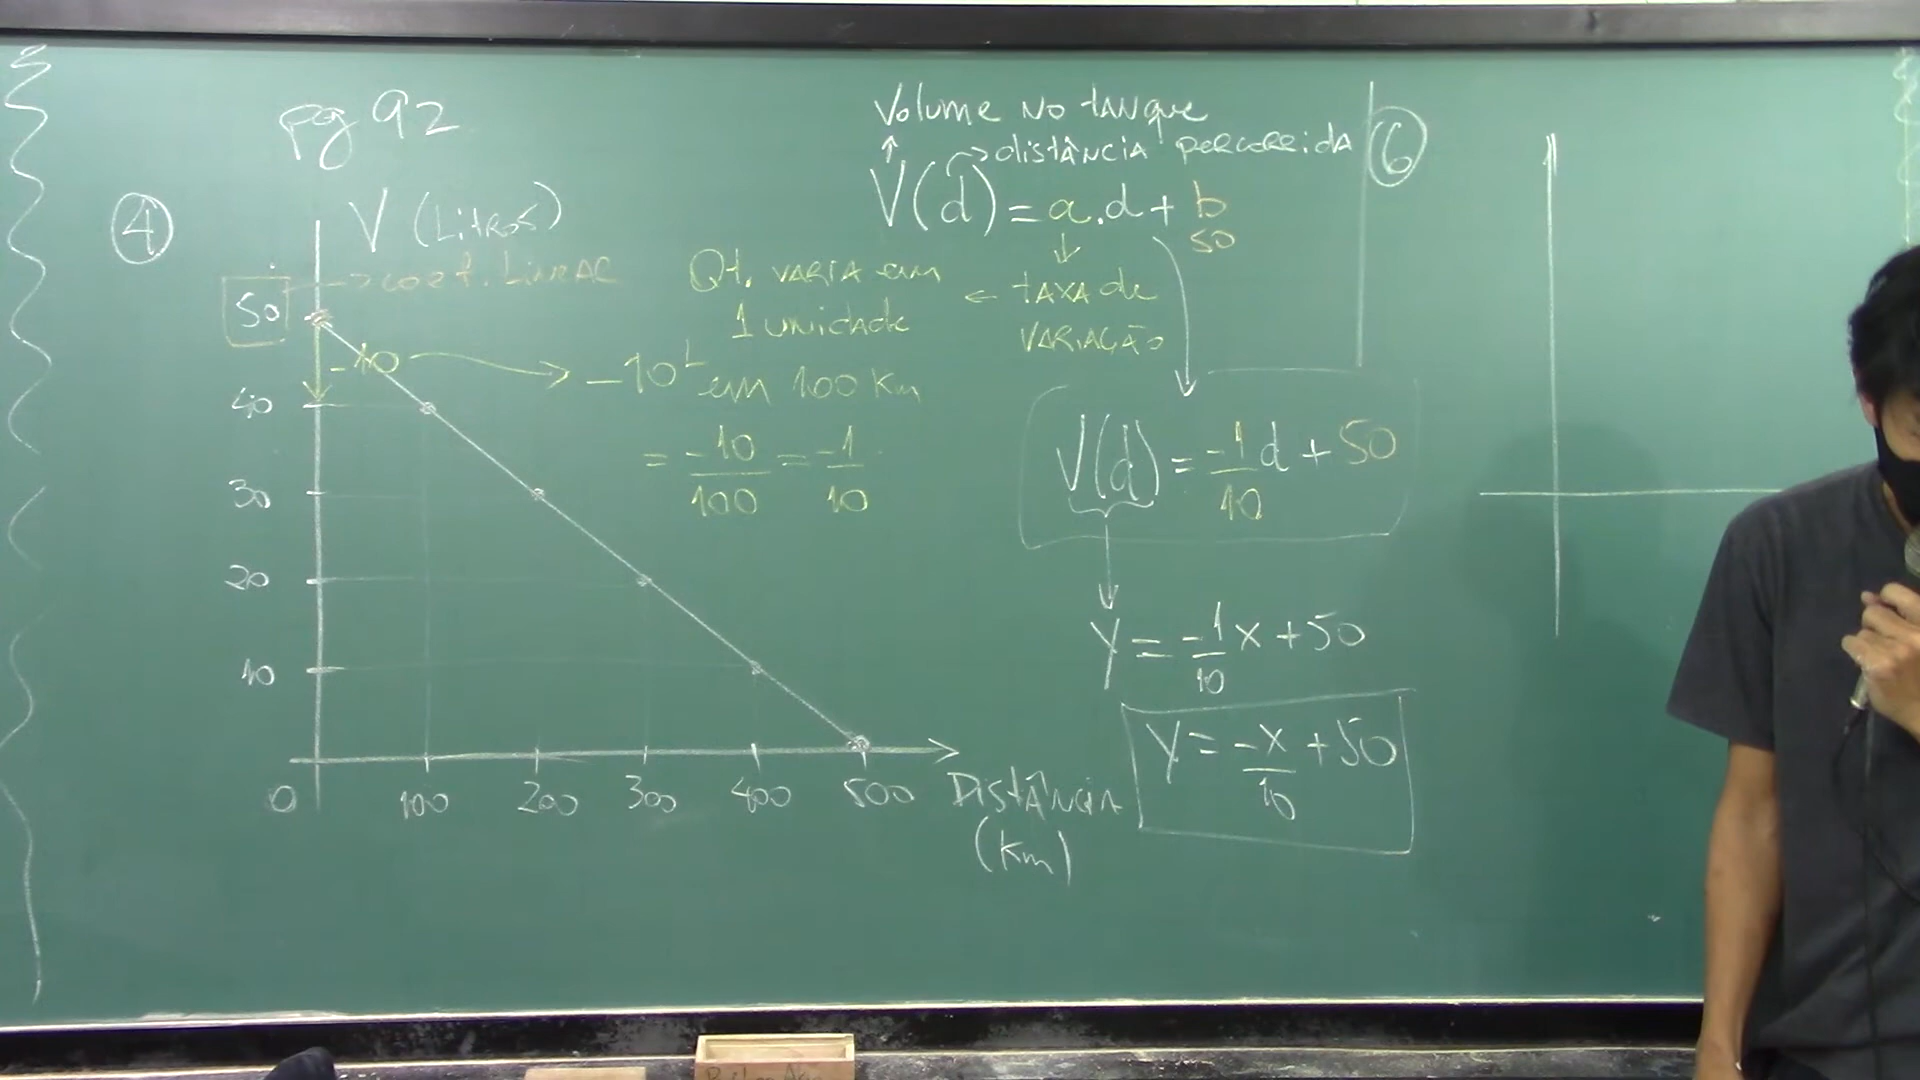 pg 92
4
V (Litros)
50 → coef. Linear
-10
40
30
20
10
0 100 200 300 400 500 Distância
(Km)
-10 L em 100 Km
= -10/100 = -1/10
Volume no tanque
↑ → distância percorrida
V(d) = a.d + b
50
↓
← taxa de
variação
Qt. varia em
1 unidade
V(d) = -1/10 d + 50
Y = -1/10 x + 50
Y = -x/10 + 50
6